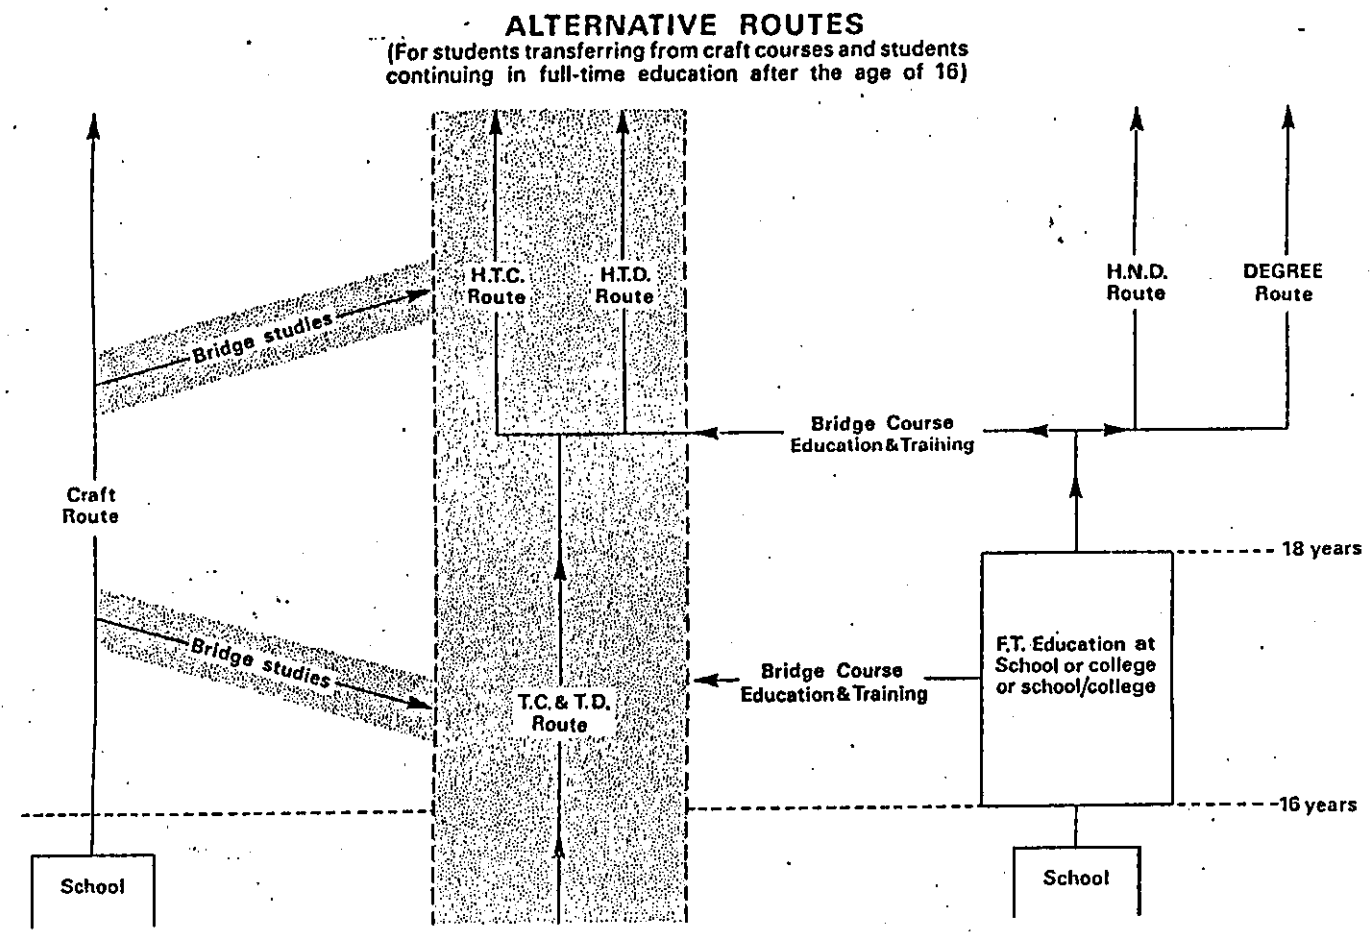 ALTERNATIVE ROUTES
(For students transferring from craft courses and students
continuing in full-time education after the age of 16)
H.T.C.
Route
H.T.D.
Route
H.N.D.
Route
DEGREE
Route
Bridge studies
Bridge Course
Education & Training
Craft
Route
18 years
F.T. Education at
School or college
or school/college
Bridge studies
Bridge Course
Education & Training
T.C. & T.D.
Route
16 years
School
School